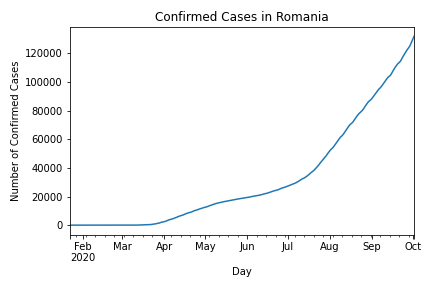 Confirmed Cases in Romania
Number of Confirmed Cases
120000
100000
80000
60000
40000
20000
0
Feb Mar Apr May Jun Jul Aug Sep Oct
2020
Day